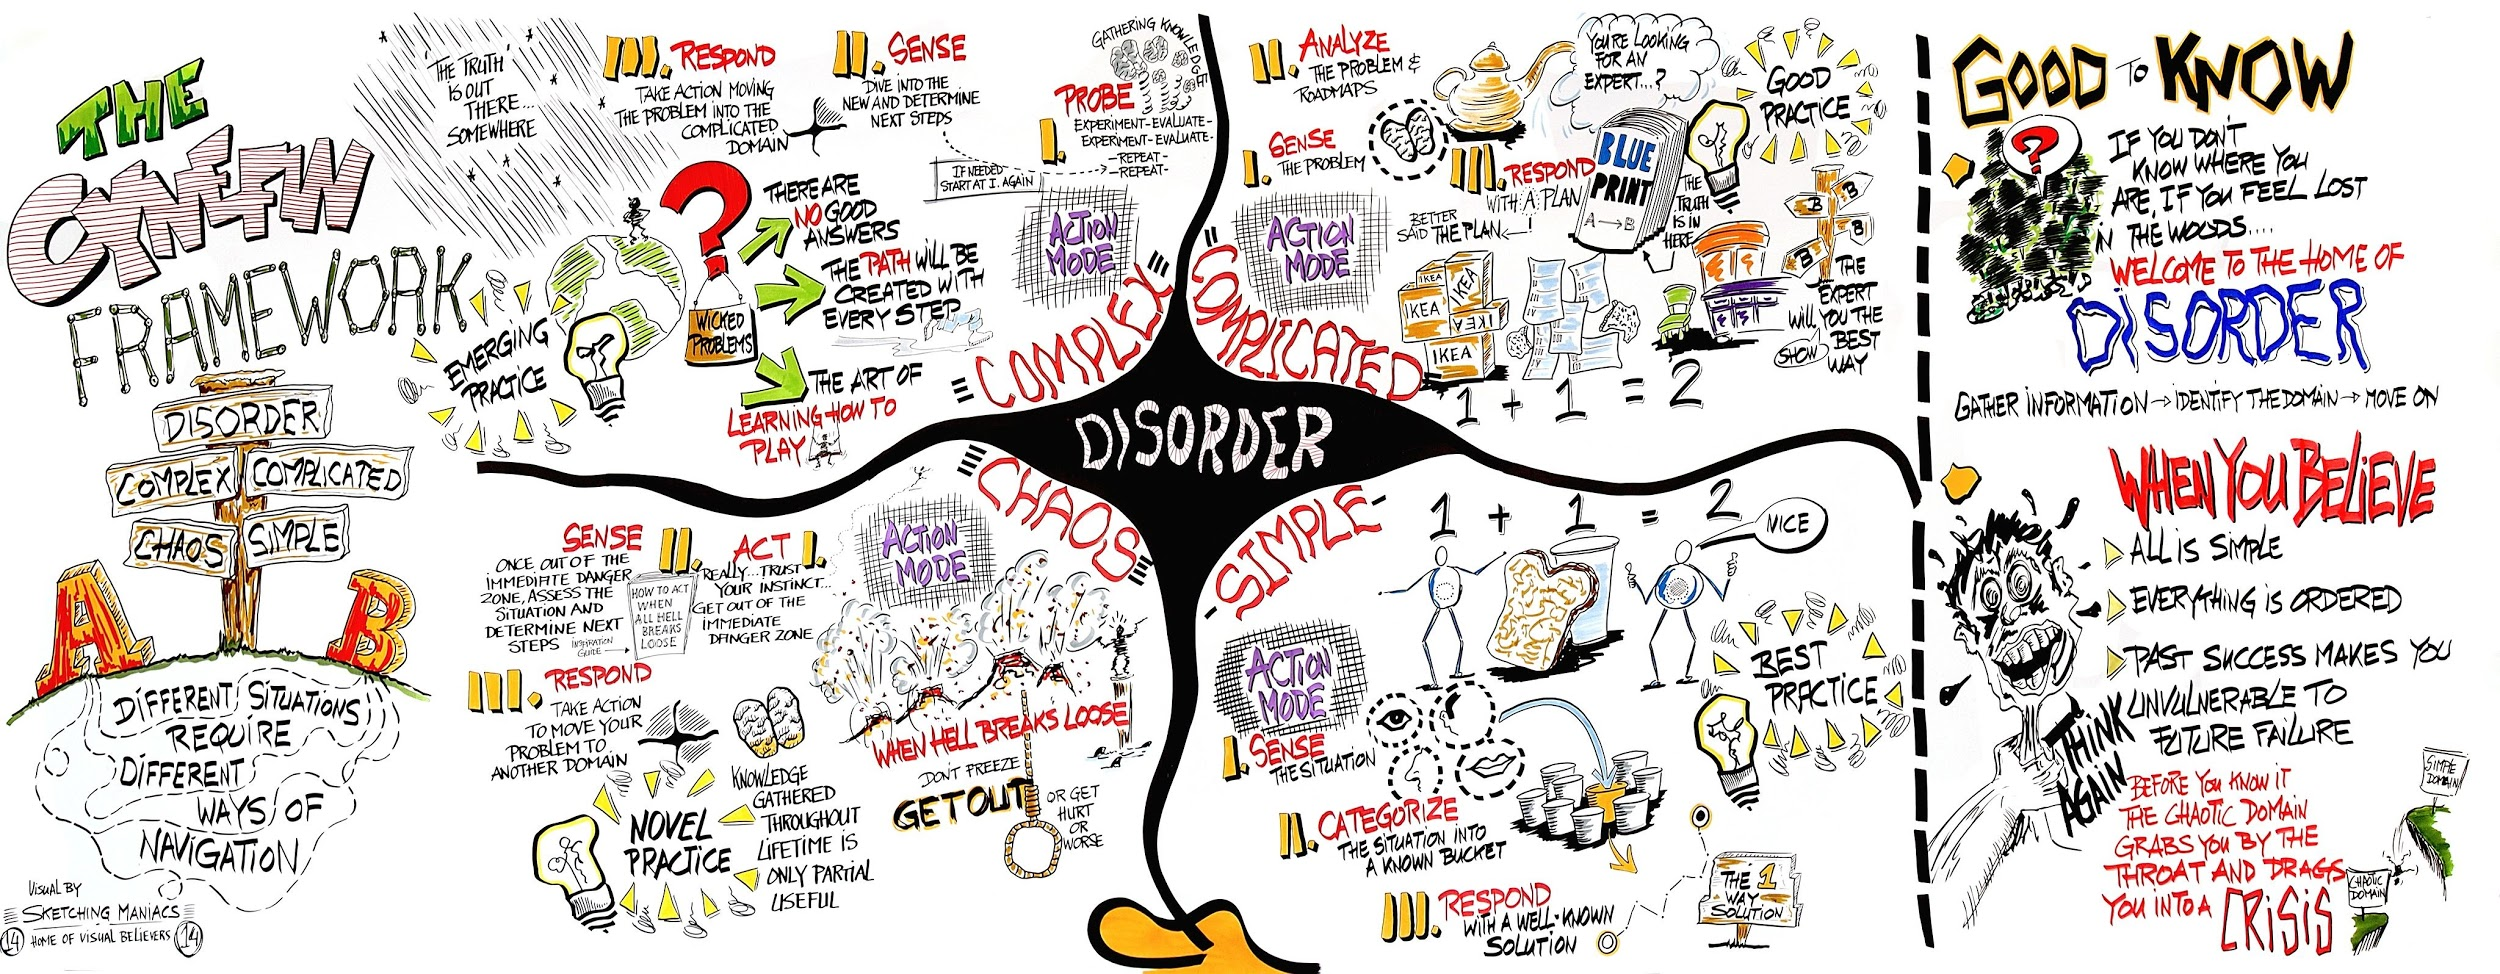 THE
CYNEFIN
FRAMEWORK
DISORDER
COMPLEX
COMPLICATED
CHAOS
SIMPLE
A
B
DIFFERENT SITUATIONS
REQUIRE
DIFFERENT
WAYS OF
NAVIGATION
VISUAL BY
SKETCHING MANIACS
HOME OF VISUAL BELIEVERS
14
14
'THE TRUTH'
IS OUT
THERE...
SOMEWHERE
III. RESPOND
TAKE ACTION MOVING
THE PROBLEM INTO THE
COMPLICATED
DOMAIN
II. SENSE
DIVE INTO THE
NEW AND DETERMINE
NEXT STEPS
GATHERING KNOWLEDGE
I. PROBE
EXPERIMENT-EVALUATE-
EXPERIMENT-EVALUATE-
-REPEAT-
-REPEAT-
IF NEEDED
START AT I. AGAIN
ACTION
MODE
?
WICKED
PROBLEMS
THERE ARE
NO GOOD
ANSWERS
THE PATH WILL BE
CREATED WITH
EVERY STEP
THE ART OF
LEARNING HOW TO
PLAY
EMERGING
PRACTICE
COMPLEX
II. ANALYZE
THE PROBLEM &
ROADMAPS
I. SENSE
THE PROBLEM
III. RESPOND
WITH A PLAN
BETTER
SAID THE PLAN!
YOU'RE LOOKING
FOR AN
EXPERT...?
BLUE
PRINT
A → B
THE
TRUTH
IS IN
HERE
GOOD
PRACTICE
ACTION
MODE
IKEA
IKEA
IKEA
IKEA
IKEA
B
B
B
B
THE
EXPERT
WILL YOU THE
SHOW BEST
WAY
1 + 1 = 2
COMPLICATED
DISORDER
CHAOS
ACTION
MODE
I. ACT
REALLY...TRUST
YOUR INSTINCT...
GET OUT OF THE
IMMEDIATE
DANGER ZONE
II. SENSE
ONCE OUT OF THE
IMMEDIATE DANGER
ZONE, ASSESS THE
SITUATION AND
DETERMINE NEXT
STEPS
INSPIRATION
GUIDE
HOW TO ACT
WHEN
ALL HELL
BREAKS
LOOSE
III. RESPOND
TAKE ACTION
TO MOVE YOUR
PROBLEM TO
ANOTHER DOMAIN
NOVEL
PRACTICE
KNOWLEDGE
GATHERED
THROUGHOUT
LIFETIME IS
ONLY PARTIAL
USEFUL
WHEN HELL BREAKS LOOSE
DON'T FREEZE
GET OUT
OR GET
HURT
OR
WORSE
-SIMPLE-
1 + 1 = 2
NICE
ACTION
MODE
I. SENSE
THE SITUATION
II. CATEGORIZE
THE SITUATION INTO
A KNOWN BUCKET
III. RESPOND
WITH A WELL-KNOWN
SOLUTION
THE 1
WAY
SOLUTION
BEST
PRACTICE
GOOD TO KNOW
?
IF YOU DON'T
KNOW WHERE YOU
ARE, IF YOU FEEL LOST
IN THE WOODS....
WELCOME TO THE HOME OF
DISORDER
GATHER INFORMATION → IDENTIFY THE DOMAIN → MOVE ON
WHEN YOU BELIEVE
ALL IS SIMPLE
EVERYTHING IS ORDERED
PAST SUCCESS MAKES YOU
UNVULNERABLE TO
FUTURE FAILURE
THINK
AGAIN
BEFORE YOU KNOW IT
THE CHAOTIC DOMAIN
GRABS YOU BY THE
THROAT AND DRAGS
YOU INTO A CRISIS
SIMPLE
DOMAIN
CHAOTIC
DOMAIN